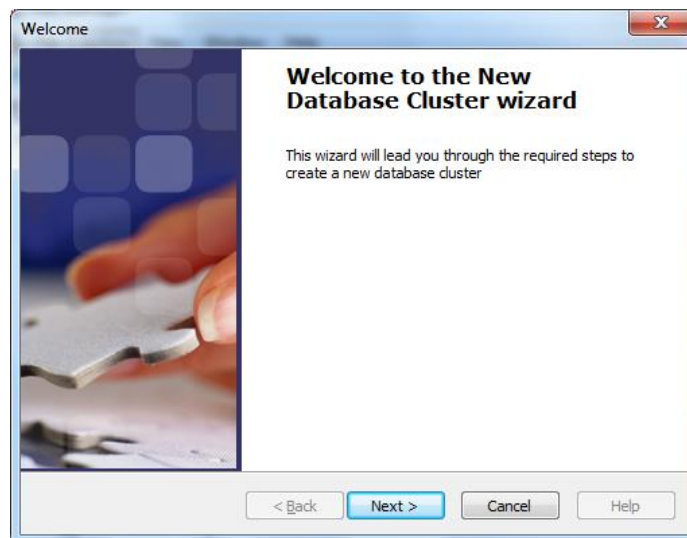 Welcome
Welcome to the New
Database Cluster wizard
This wizard will lead you through the required steps to
create a new database cluster
< Back
Next >
Cancel
Help